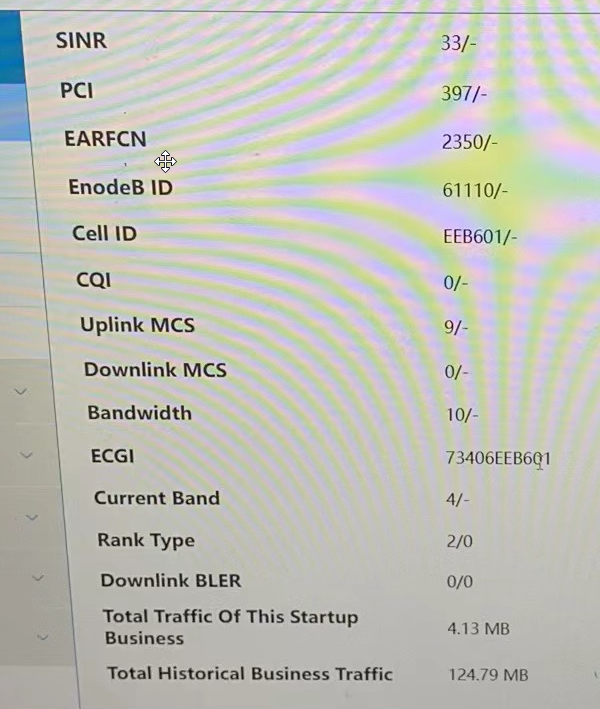 SINR 33/-
PCI 397/-
EARFCN 2350/-
EnodeB ID 61110/-
Cell ID EEB601/-
CQI 0/-
Uplink MCS 9/-
Downlink MCS 0/-
Bandwidth 10/-
ECGI 73406EEB601
Current Band 4/-
Rank Type 2/0
Downlink BLER 0/0
Total Traffic Of This Startup
Business 4.13 MB
Total Historical Business Traffic 124.79 MB